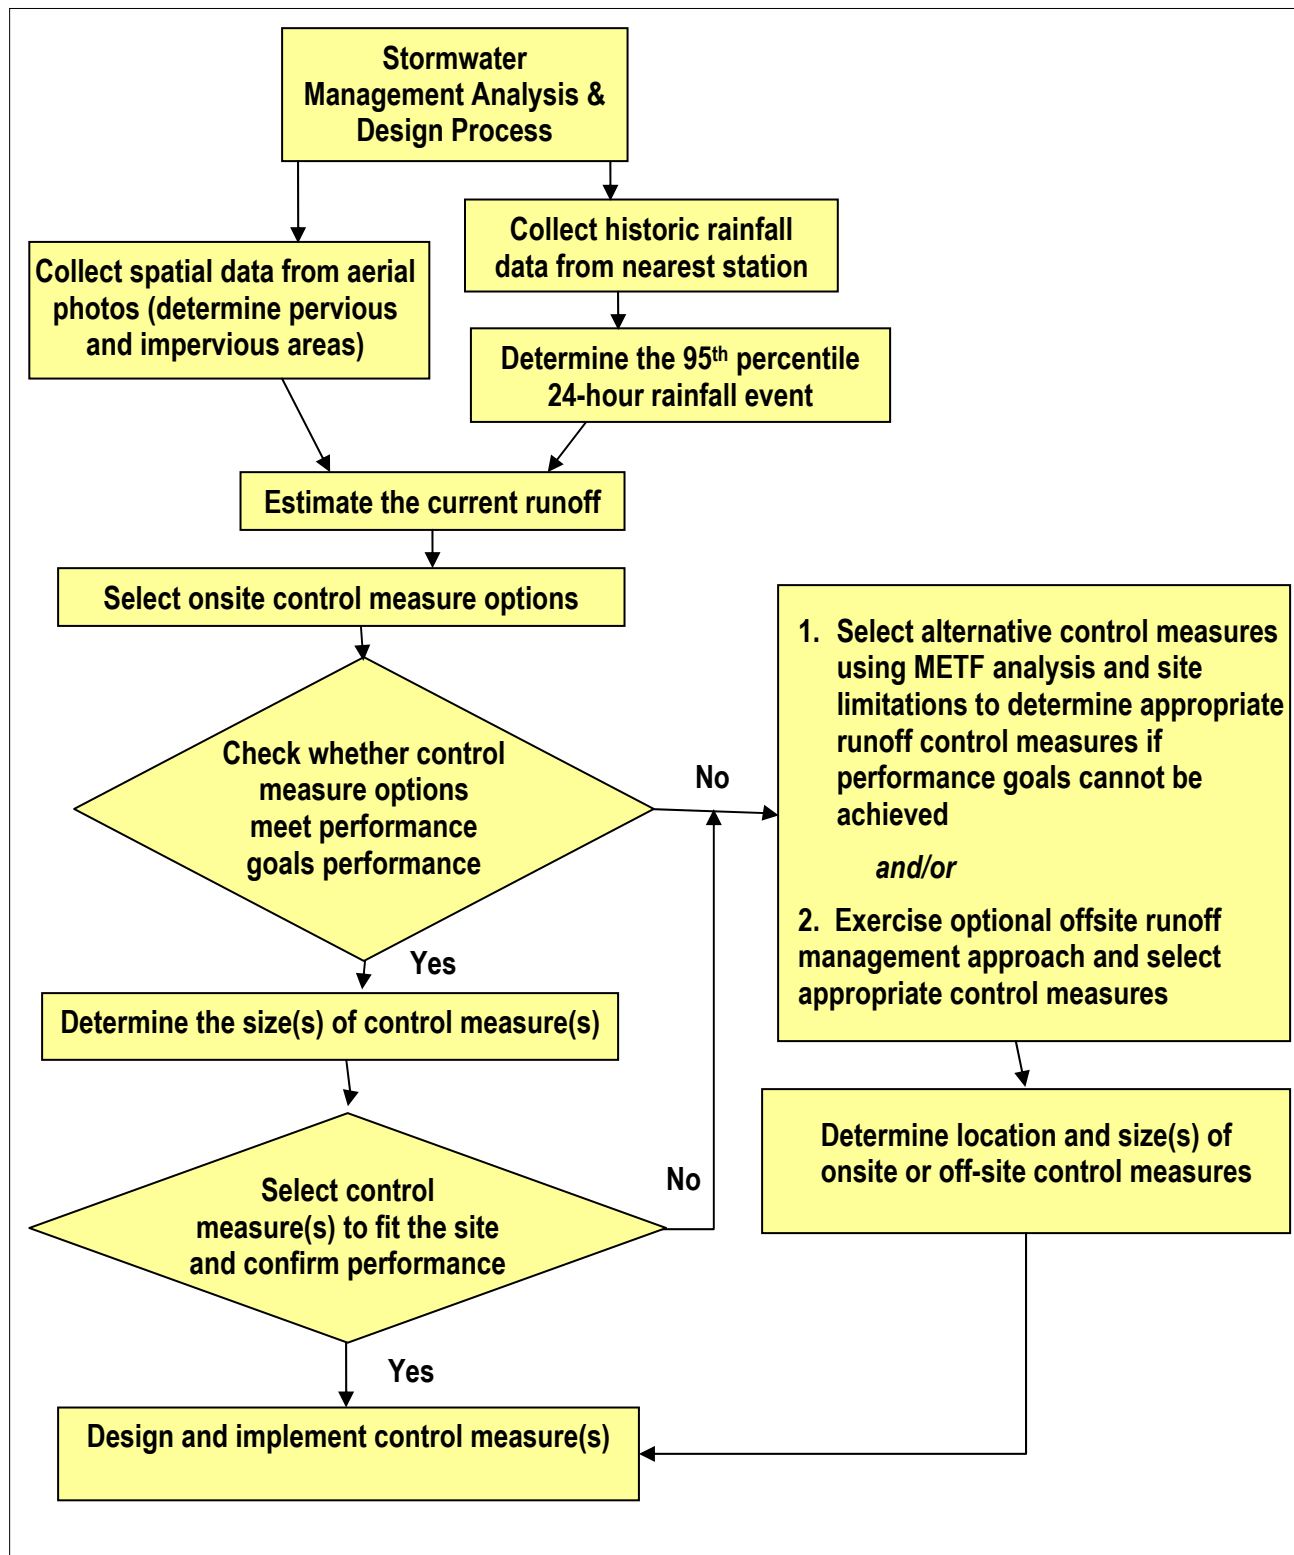 Stormwater
Management Analysis &
Design Process
Collect historic rainfall
data from nearest station
Collect spatial data from aerial
photos (determine pervious
and impervious areas)
Determine the 95th percentile
24-hour rainfall event
Estimate the current runoff
Select onsite control measure options
Check whether control
measure options
meet performance
goals performance
No
1. Select alternative control measures
using METF analysis and site
limitations to determine appropriate
runoff control measures if
performance goals cannot be
achieved
and/or
2. Exercise optional offsite runoff
management approach and select
appropriate control measures
Yes
Determine the size(s) of control measure(s)
Determine location and size(s) of
onsite or off-site control measures
Select control
measure(s) to fit the site
and confirm performance
No
Yes
Design and implement control measure(s)